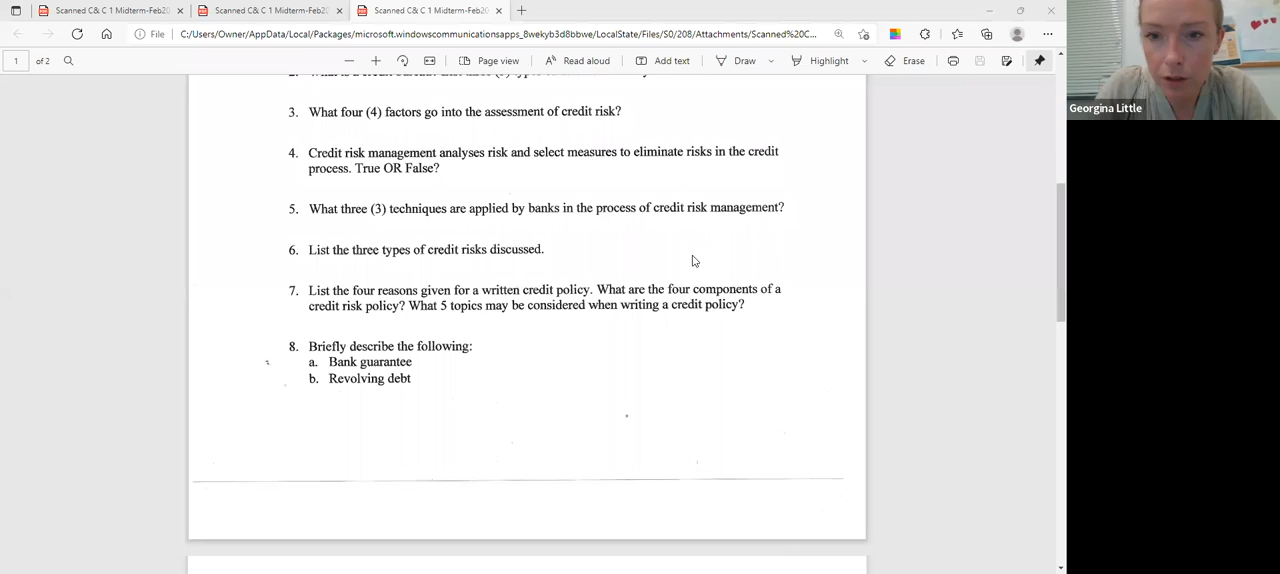 Scanned C& C 1 Midterm-Feb20
Scanned C& C 1 Midterm-Feb20
Scanned C& C 1 Midterm-Feb20
File
C:/Users/Owner/AppData/Local/Packages/microsoft.windowscommunicationsapps_8wekyb3d8bbwe/LocalState/Files/S0/208/Attachments/Scanned%20C...
1 of 2
Page view
Read aloud
Add text
Draw
Highlight
Erase
Georgina Little
3. What four (4) factors go into the assessment of credit risk?
4. Credit risk management analyses risk and select measures to eliminate risks in the credit
process. True OR False?
5. What three (3) techniques are applied by banks in the process of credit risk management?
6. List the three types of credit risks discussed.
7. List the four reasons given for a written credit policy. What are the four components of a
credit risk policy? What 5 topics may be considered when writing a credit policy?
8. Briefly describe the following:
a. Bank guarantee
b. Revolving debt